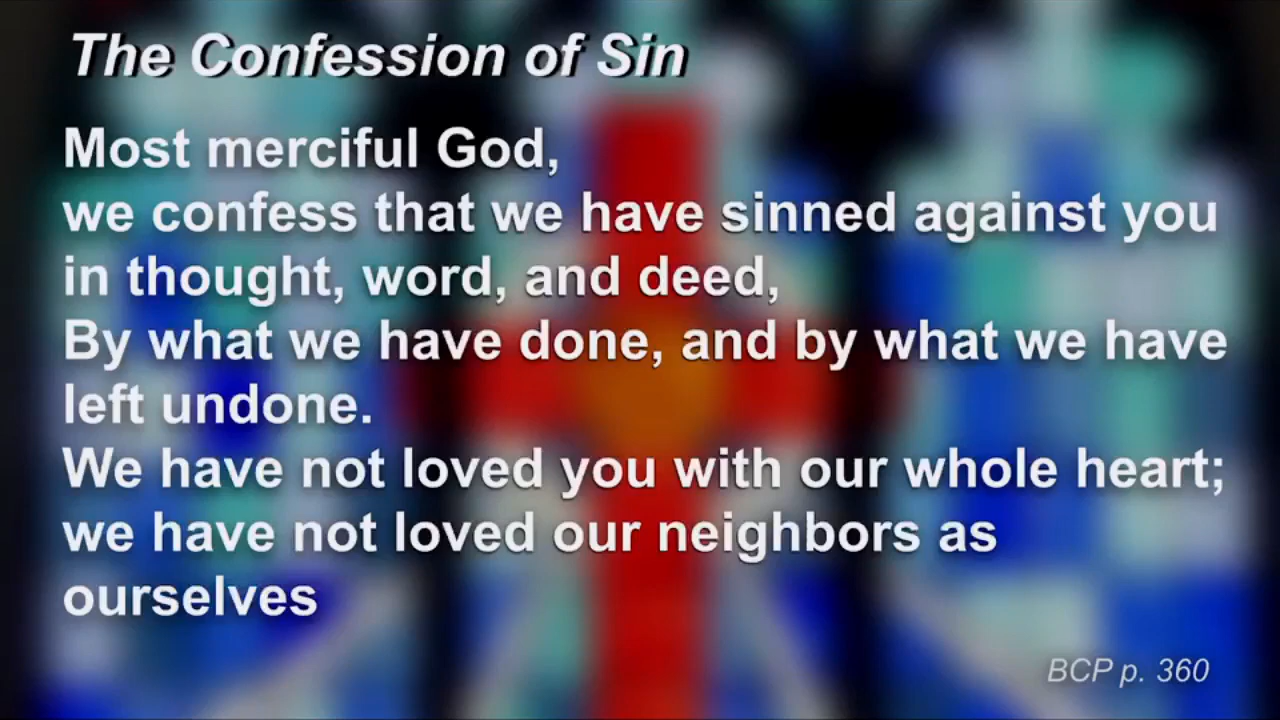 The Confession of Sin
Most merciful God,
we confess that we have sinned against you
in thought, word, and deed,
By what we have done, and by what we have
left undone.
We have not loved you with our whole heart;
we have not loved our neighbors as
ourselves
BCP p. 360